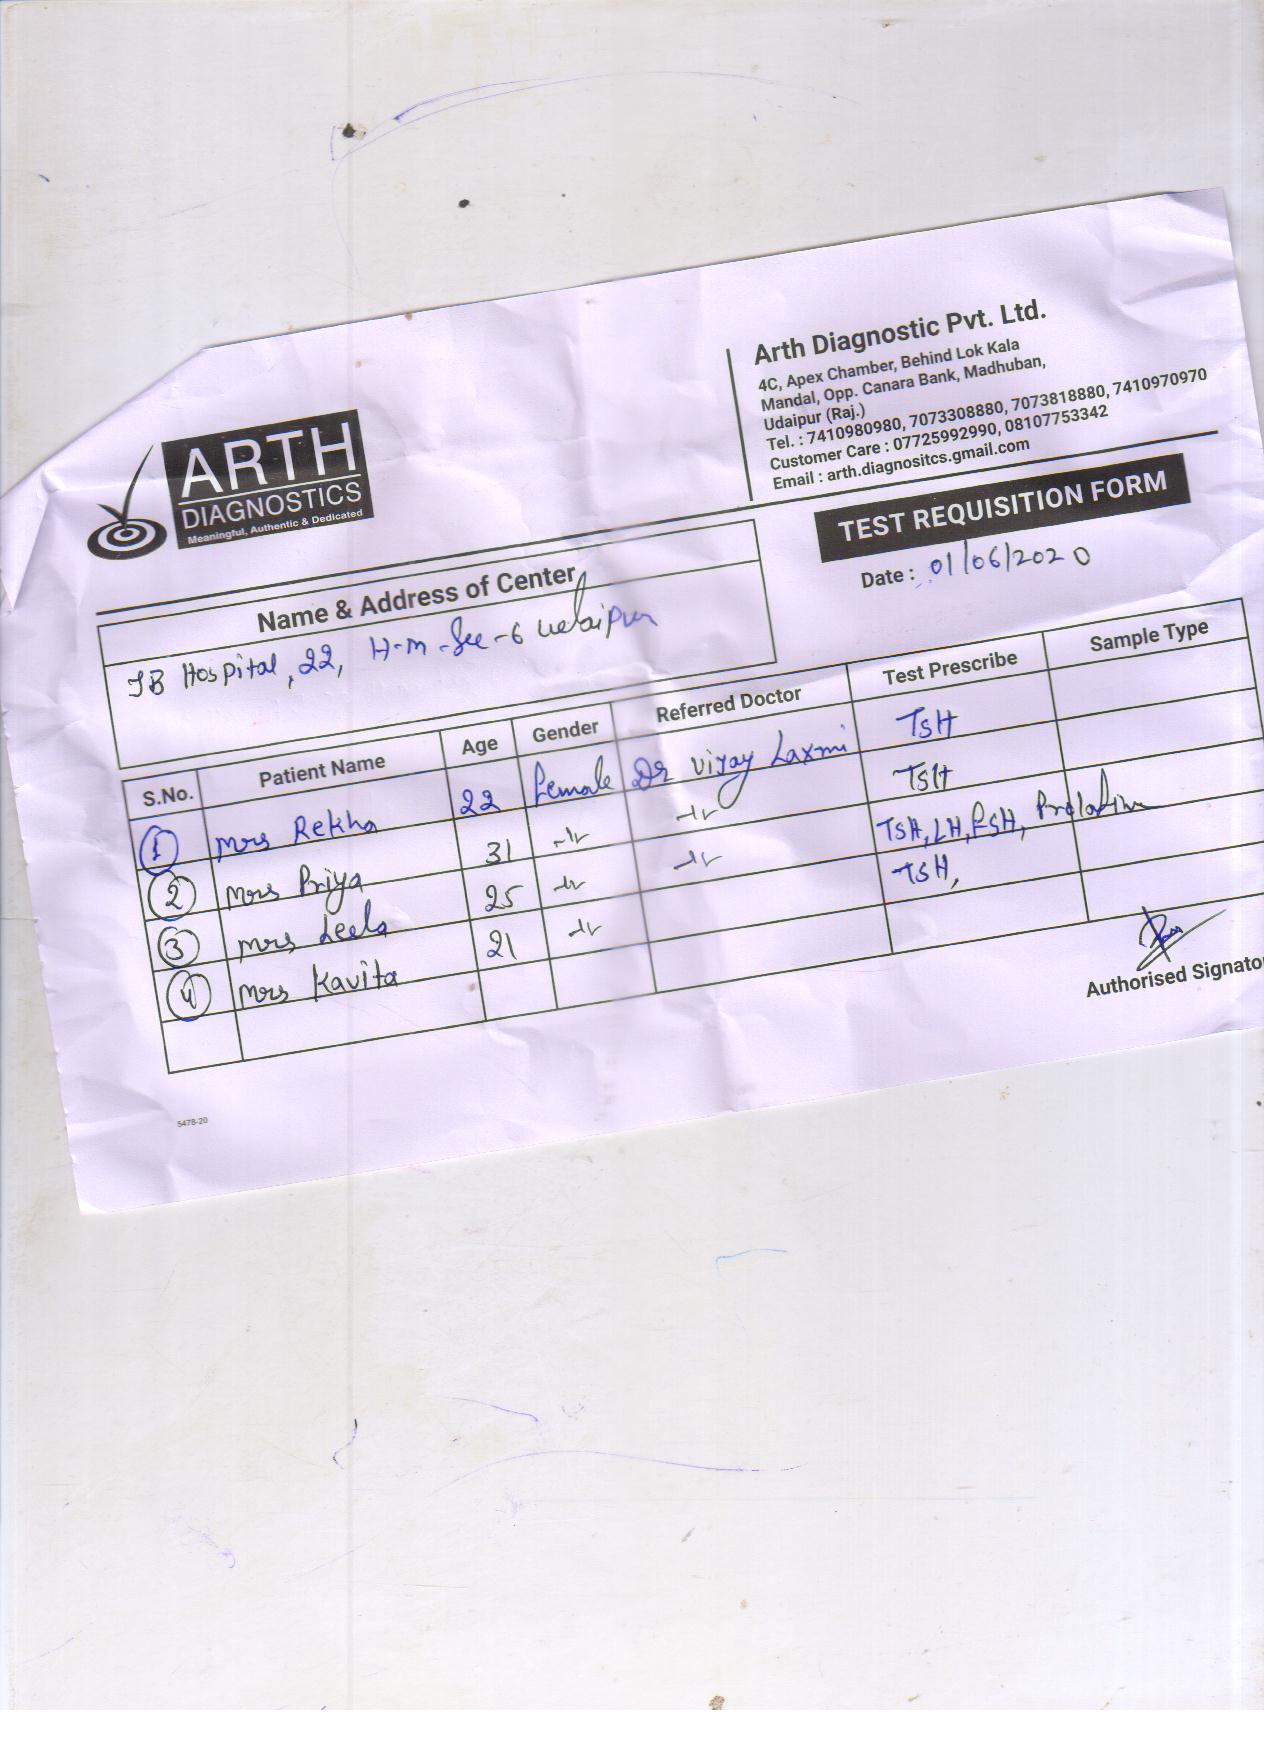 ARTH
DIAGNOSTICS
Meaningful, Authentic & Dedicated
Arth Diagnostic Pvt. Ltd.
4C, Apex Chamber, Behind Lok Kala
Mandal, Opp. Canara Bank, Madhuban,
Udaipur (Raj.)
Tel. : 7410980980, 7073308880, 7073818880, 7410970970
Customer Care : 07725992990, 08107753342
Email : arth.diagnositcs.gmail.com
TEST REQUISITION FORM
Date : 01/06/2020
Name & Address of Center
JB Hospital, 22, H-m-Sec-6 Udaipur
S.No. Patient Name Age Gender Referred Doctor Test Prescribe Sample Type
1 Mrs Rekha 22 Female Dr Vijay Laxmi TSH
2 Mrs Priya 31 TSH
3 Mrs Leela 25 TSH, LH, FSH, Prolatin
4 Mrs Kavita 21 TSH,
Authorised Signato
5478-20